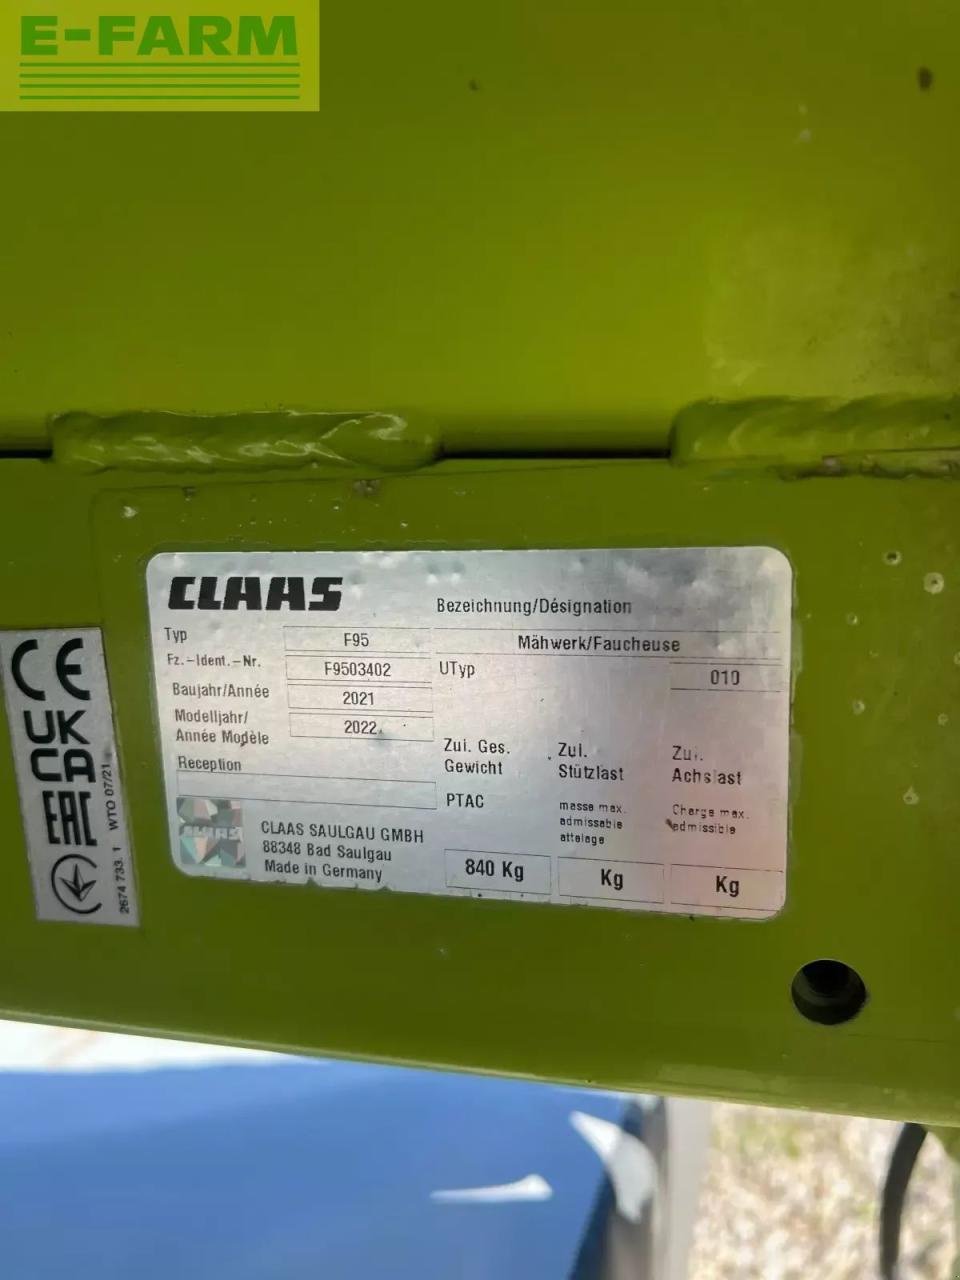 E-FARM
CLAAS
Bezeichnung/Désignation
Typ
F95
Mähwerk/Faucheuse
Fz.-Ident.-Nr.
F9503402
UTyp
010
Baujahr/Année
2021
Modelljahr/
Année Modèle
2022
Reception
Zul. Ges.
Gewicht
PTAC
840 Kg
Zul.
Stützlast
masse max.
admissable
attelage
Kg
Zul.
Achslast
Charge max.
admissible
Kg
CLAAS
CLAAS SAULGAU GMBH
88348 Bad Saulgau
Made in Germany
CE
UK
CA
EAC
2674 733. 1 WTO 07/21